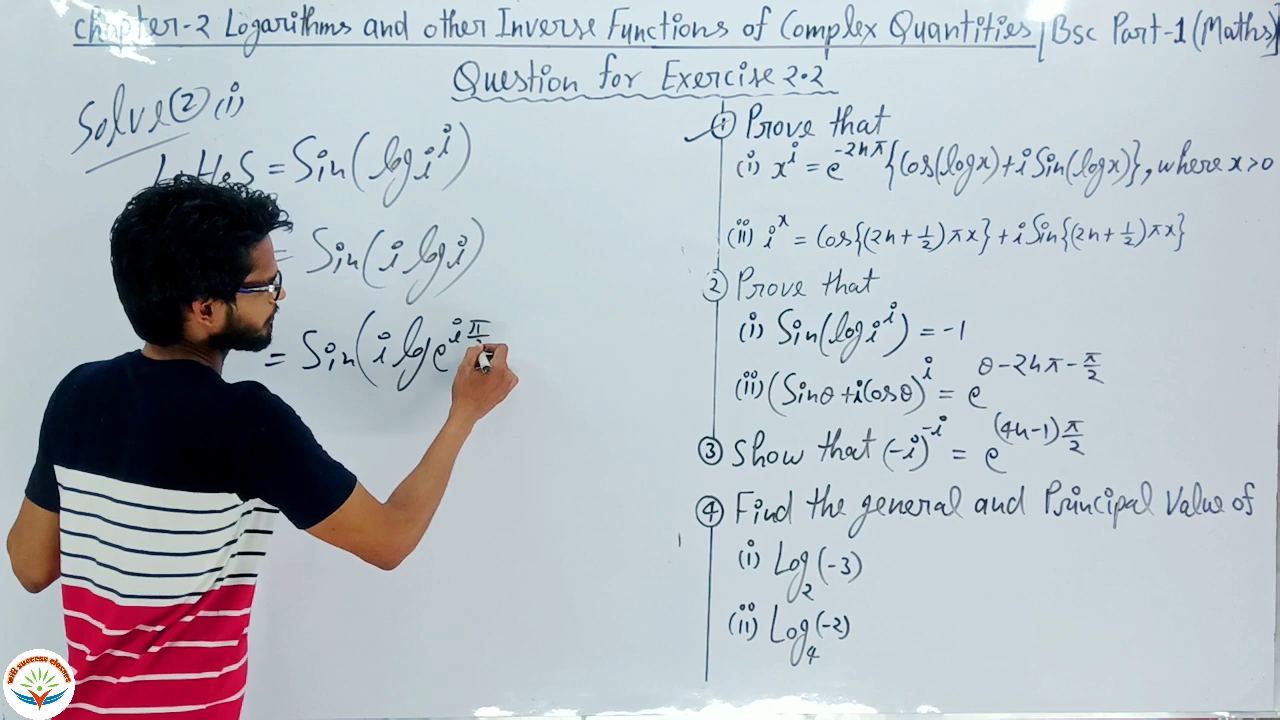 Chapter-2 Logarithms and other Inverse Functions of Complex Quantities / Bsc Part-1 (Maths)
Question for Exercise 2.2
Solve (2) (i)
L.H.S = Sin(log i^i)
= Sin(i log i)
= Sin(i log e^{i π/
① Prove that
(i) x^i = e^{-2nπ} {Cos(log x) + i Sin(log x)}, where x>0
(ii) i^x = Cos{(2n + 1/2)πx} + i Sin{(2n + 1/2)πx}
② Prove that
(i) Sin(log i^i) = -1
(ii) (Sinθ + i Cosθ)^i = e^{θ - 2nπ - π/2}
③ Show that (-i)^{-i} = e^{(4n-1)π/2}
④ Find the general and Principal Value of
(i) Log_2 (-3)
(ii) Log_4 (-2)
success classes